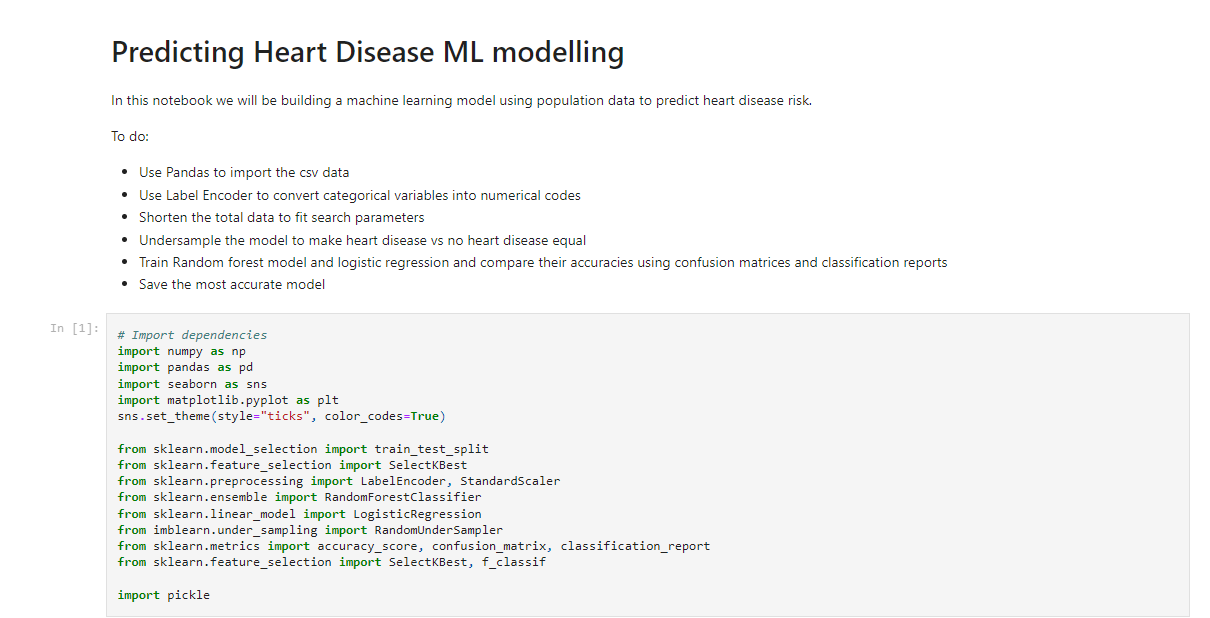 Predicting Heart Disease ML modelling
In this notebook we will be building a machine learning model using population data to predict heart disease risk.
To do:
• Use Pandas to import the csv data
• Use Label Encoder to convert categorical variables into numerical codes
• Shorten the total data to fit search parameters
• Undersample the model to make heart disease vs no heart disease equal
• Train Random forest model and logistic regression and compare their accuracies using confusion matrices and classification reports
• Save the most accurate model
In [1]:
# Import dependencies
import numpy as np
import pandas as pd
import seaborn as sns
import matplotlib.pyplot as plt
sns.set_theme(style="ticks", color_codes=True)
from sklearn.model_selection import train_test_split
from sklearn.feature_selection import SelectKBest
from sklearn.preprocessing import LabelEncoder, StandardScaler
from sklearn.ensemble import RandomForestClassifier
from sklearn.linear_model import LogisticRegression
from imblearn.under_sampling import RandomUnderSampler
from sklearn.metrics import accuracy_score, confusion_matrix, classification_report
from sklearn.feature_selection import SelectKBest, f_classif
import pickle